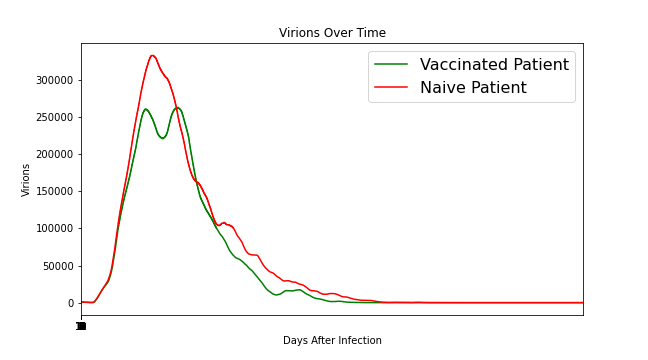 Virions Over Time
Vaccinated Patient
Naive Patient
300000
250000
200000
150000
100000
50000
0
Virions
Days After Infection